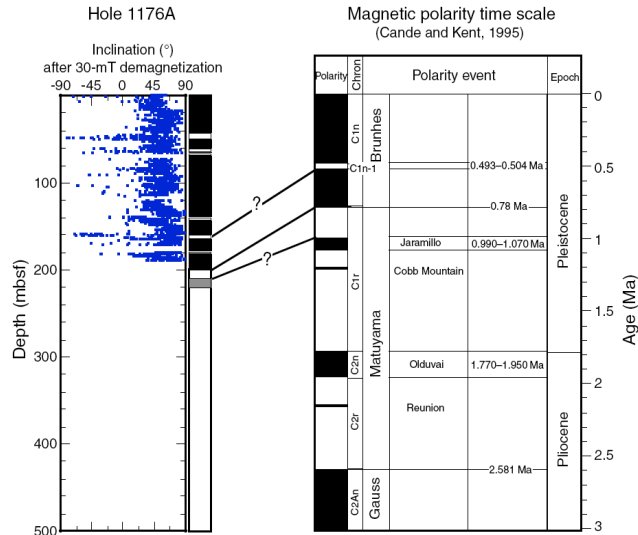 Hole 1176A
Inclination (°)
after 30-mT demagnetization
-90 -45 0 45 90
Depth (mbsf)
100
200
300
400
500
?
?
Magnetic polarity time scale
(Cande and Kent, 1995)
Polarity Chron Polarity event Epoch
C1n
C1n-1
C1r
C2n
C2r
C2An
Brunhes
Matuyama
Gauss
0.493–0.504 Ma
0.78 Ma
Jaramillo 0.990–1.070 Ma
Cobb Mountain
Olduvai 1.770–1.950 Ma
Reunion
2.581 Ma
Pleistocene
Pliocene
0
0.5
1
1.5
2
2.5
3
Age (Ma)